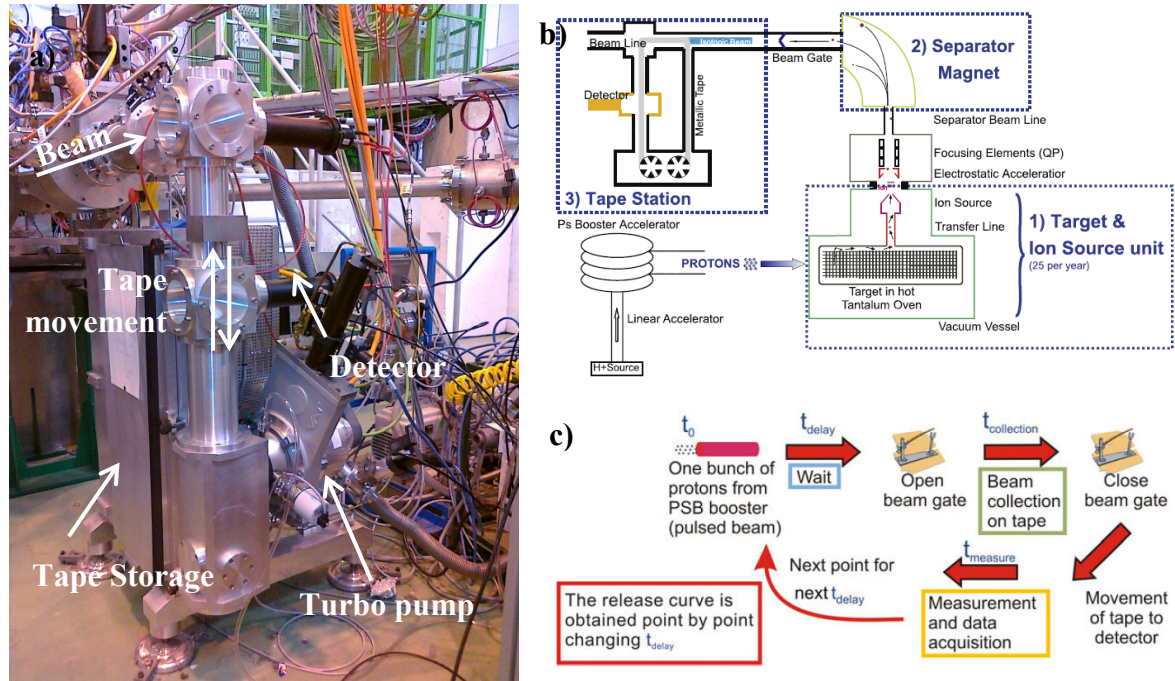 a)
Beam
Tape
movement
Detector
Tape Storage
Turbo pump
b)
Beam Line
Isotopic Beam
Beam Gate
Detector
Metallic Tape
3) Tape Station
2) Separator
Magnet
Separator Beam Line
Focusing Elements (QP)
Electrostatic Accelerator
Ion
Ion Source
Transfer Line
1) Target &
Ion Source unit
(25 per year)
Target in hot
Tantalum Oven
Vacuum Vessel
Ps Booster Accelerator
PROTONS
Linear Accelerator
H+Source
c)
t0
One bunch of
protons from
PSB booster
(pulsed beam)
tdelay
Wait
Open
beam gate
tcollection
Beam
collection
on tape
Close
beam gate
Movement
of tape to
detector
tmeasure
Measurement
and data
acquisition
Next point for
next tdelay
The release curve is
obtained point by point
changing tdelay